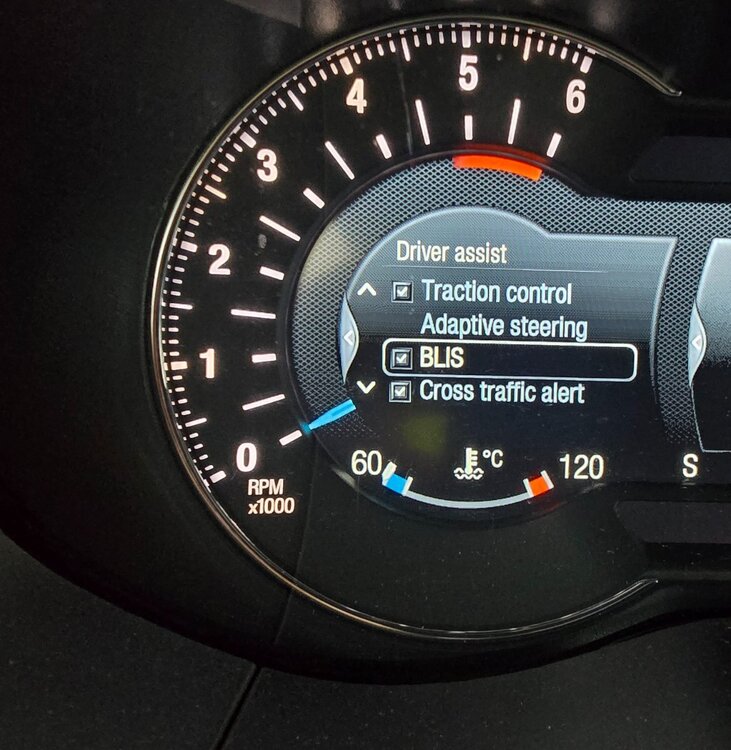 6
5
4
3
2
1
0
RPM
x1000
Driver assist
Traction control
Adaptive steering
BLIS
Cross traffic alert
60 °C 120
S